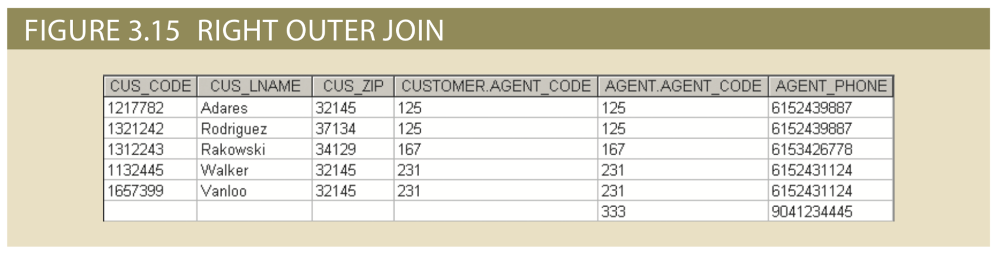 FIGURE 3.15 RIGHT OUTER JOIN
CUS_CODE CUS_LNAME CUS_ZIP CUSTOMER.AGENT_CODE AGENT.AGENT_CODE AGENT_PHONE
1217782 Adares 32145 125 125 6152439887
1321242 Rodriguez 37134 125 125 6152439887
1312243 Rakowski 34129 167 167 6153426778
1132445 Walker 32145 231 231 6152431124
1657399 Vanloo 32145 231 231 6152431124
333 9041234445